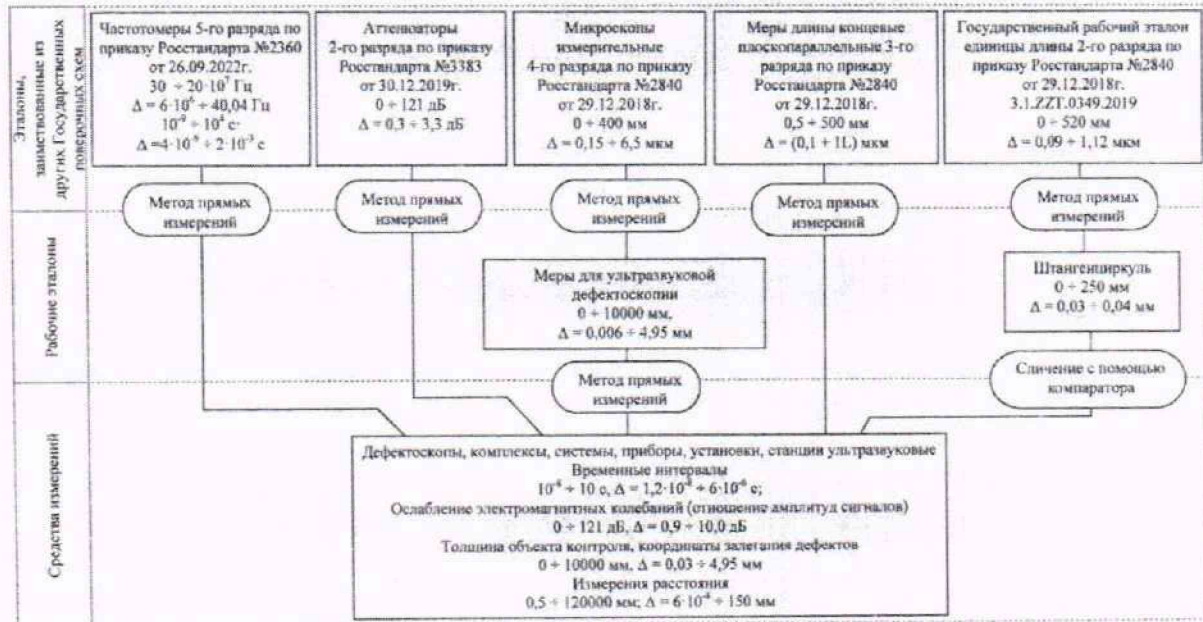 Эталоны,
заимствованные из
других Государственных
поверочных схем
Частотомеры 5-го разряда по
приказу Росстандарта №2360
от 26.09.2022г.
30 ÷ 20·10⁷ Гц
Δ = 6·10⁶ ÷ 40,04 Гц
10⁻⁹ ÷ 10⁴ с
Δ =4·10⁻⁹ ÷ 2·10⁻³ с
Аттенюаторы
2-го разряда по приказу
Росстандарта №3383
от 30.12.2019г.
0 ÷ 121 дБ
Δ = 0,3 ÷ 3,3 дБ
Микроскопы
измерительные
4-го разряда по приказу
Росстандарта №2840
от 29.12.2018г.
0 ÷ 400 мм
Δ = 0,15 ÷ 6,5 мкм
Меры длины концевые
плоскопараллельные 3-го
разряда по приказу
Росстандарта №2840
от 29.12.2018г.
0,5 ÷ 500 мм
Δ = (0,1 + 1L) мкм
Государственный рабочий эталон
единицы длины 2-го разряда по
приказу Росстандарта №2840
от 29.12.2018г.
3.1.ZZT.0349.2019
0 ÷ 520 мм
Δ = 0,09 ÷ 1,12 мкм
Метод прямых
измерений
Метод прямых
измерений
Метод прямых
измерений
Метод прямых
измерений
Метод прямых
измерений
Рабочие эталоны
Меры для ультразвуковой
дефектоскопии
0 ÷ 10000 мм,
Δ = 0,006 ÷ 4,95 мм
Штангенциркуль
0 ÷ 250 мм
Δ = 0,03 ÷ 0,04 мм
Метод прямых
измерений
Сличение с помощью
компаратора
Средства измерений
Дефектоскопы, комплексы, системы, приборы, установки, станции ультразвуковые
Временные интервалы
10⁻⁸ ÷ 10 с, Δ = 1,2·10⁻⁸ ÷ 6·10⁻⁶ с;
Ослабление электромагнитных колебаний (отношение амплитуд сигналов)
0 ÷ 121 дБ, Δ = 0,9 ÷ 10,0 дБ
Толщина объекта контроля, координаты залегания дефектов
0 ÷ 10000 мм, Δ = 0,03 ÷ 4,95 мм
Измерения расстояния
0,5 ÷ 120000 мм; Δ = 6·10⁻⁴ ÷ 150 мм